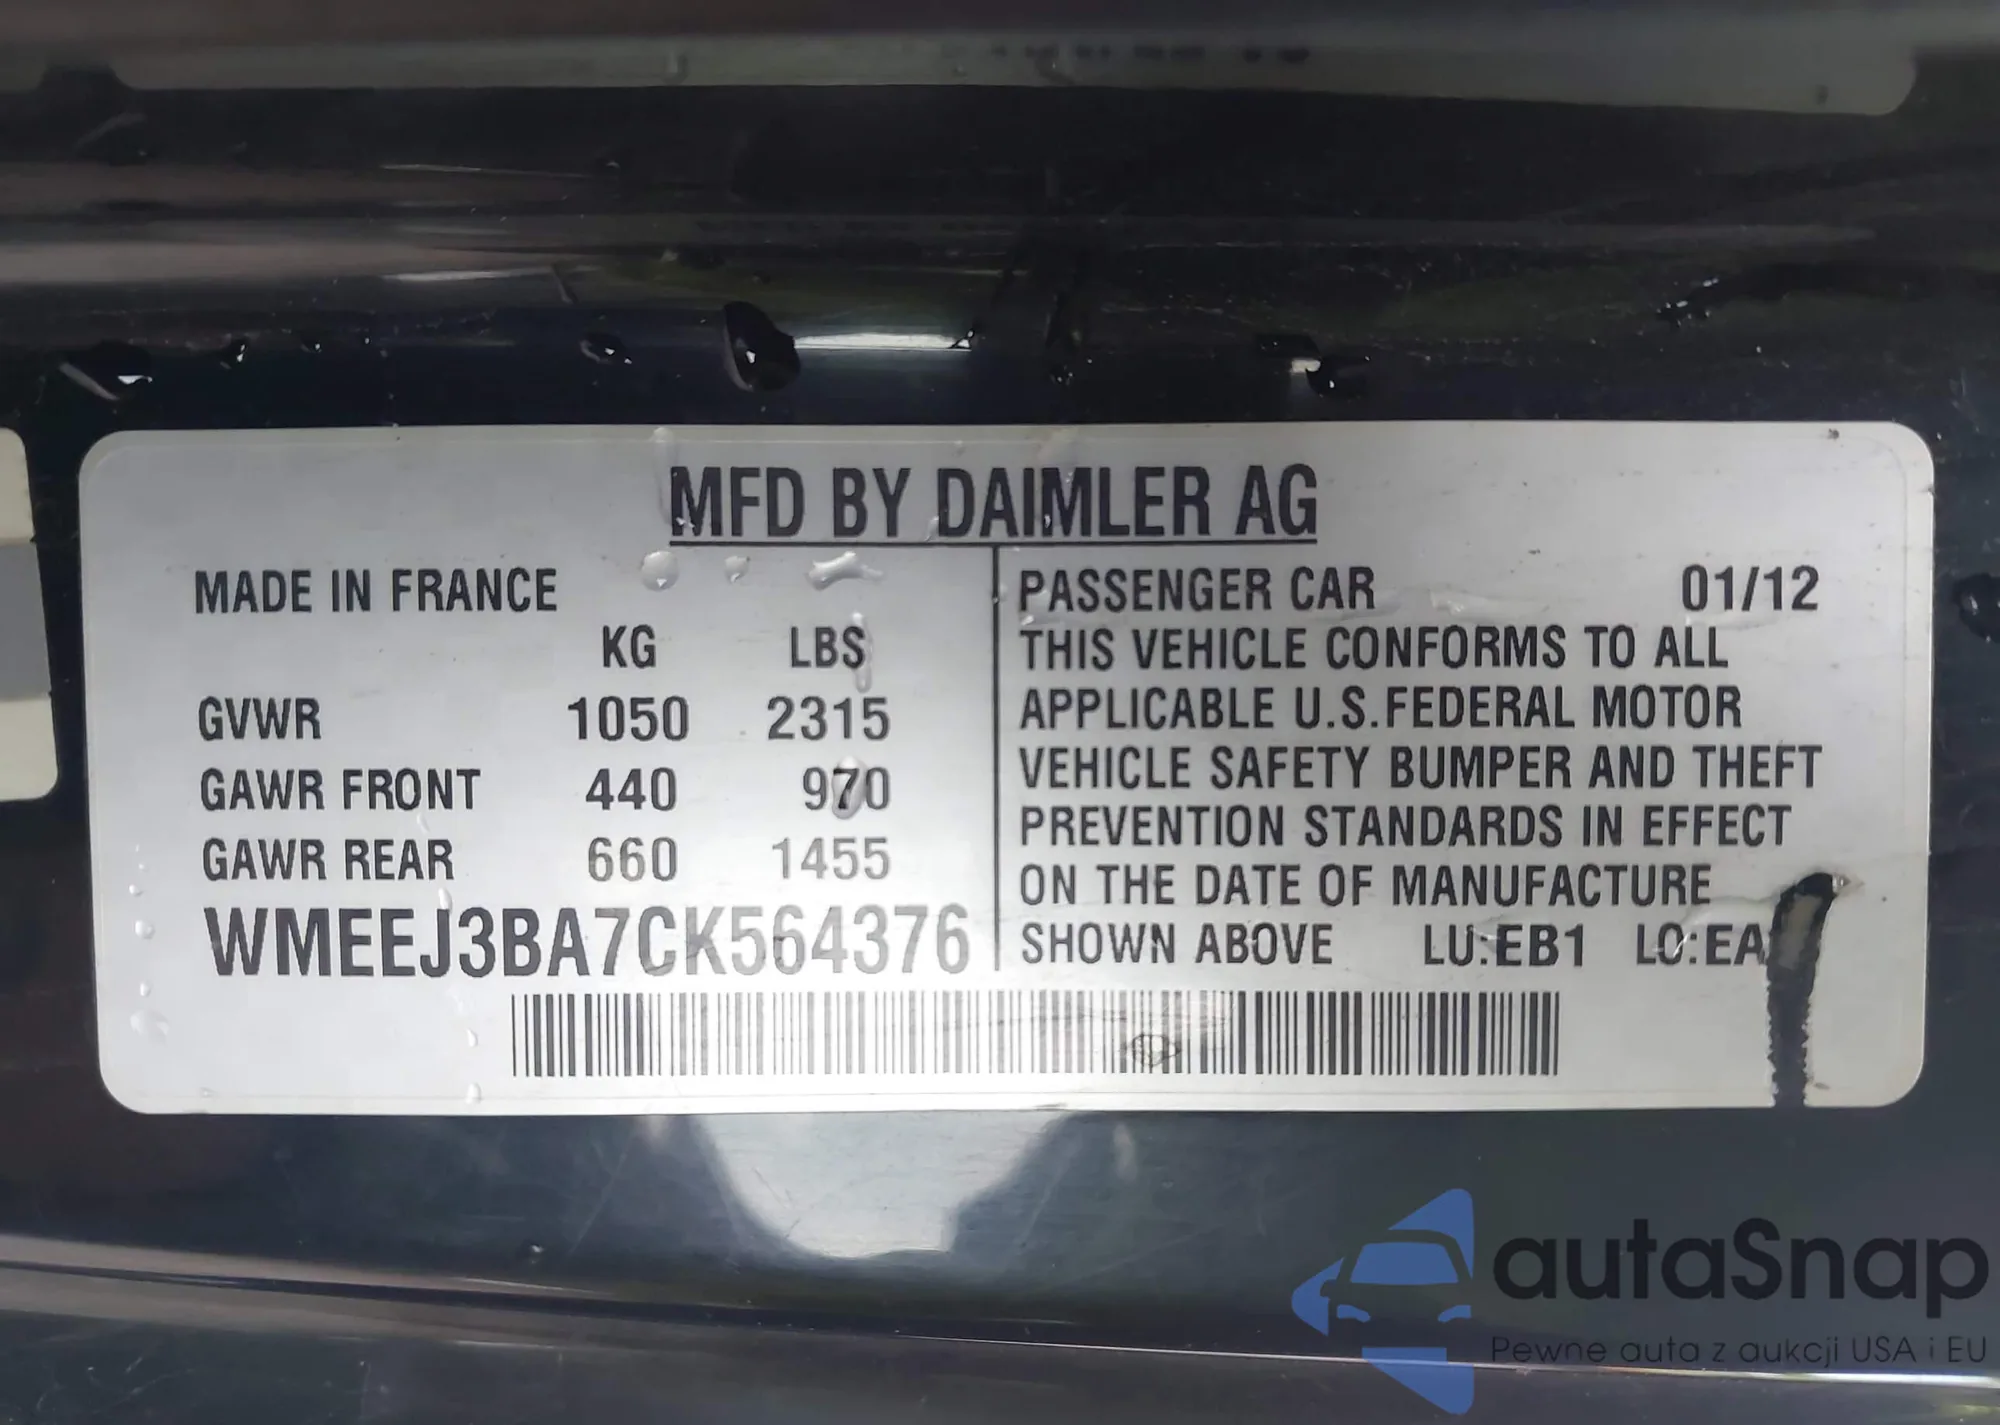 MFD BY DAIMLER AG
MADE IN FRANCE
KG LBS
GVWR 1050 2315
GAWR FRONT 440 970
GAWR REAR 660 1455
WMEEJ3BA7CK564376
PASSENGER CAR 01/12
THIS VEHICLE CONFORMS TO ALL
APPLICABLE U.S.FEDERAL MOTOR
VEHICLE SAFETY BUMPER AND THEFT
PREVENTION STANDARDS IN EFFECT
ON THE DATE OF MANUFACTURE
SHOWN ABOVE LU:EB1 LO:EA
autaSnap
Pewne auta z aukcji USA i EU